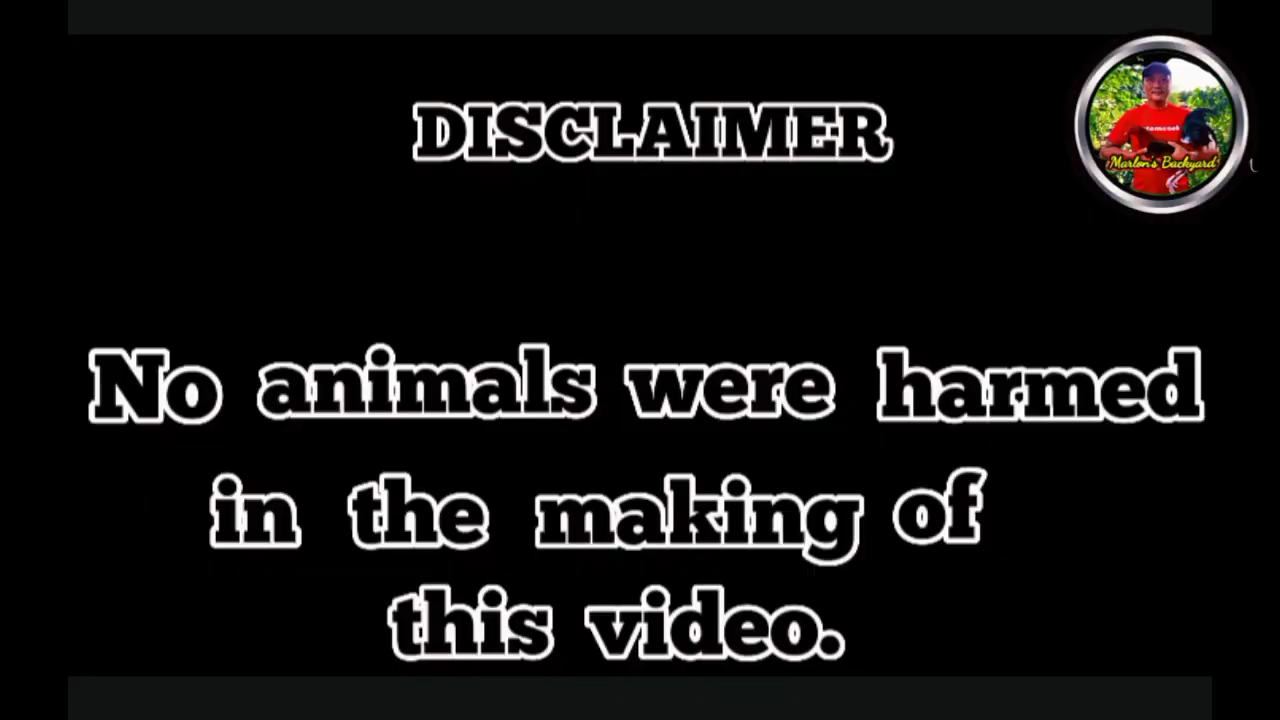 DISCLAIMER
Marlon's Backyard
No animals were harmed
in the making of
this video.